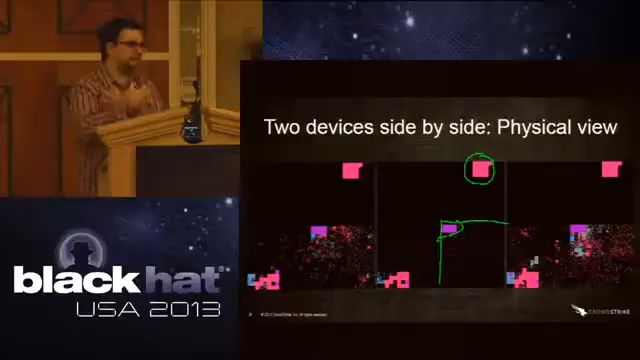 Two devices side by side: Physical view
black hat®
USA 2013
CROWDSTRIKE